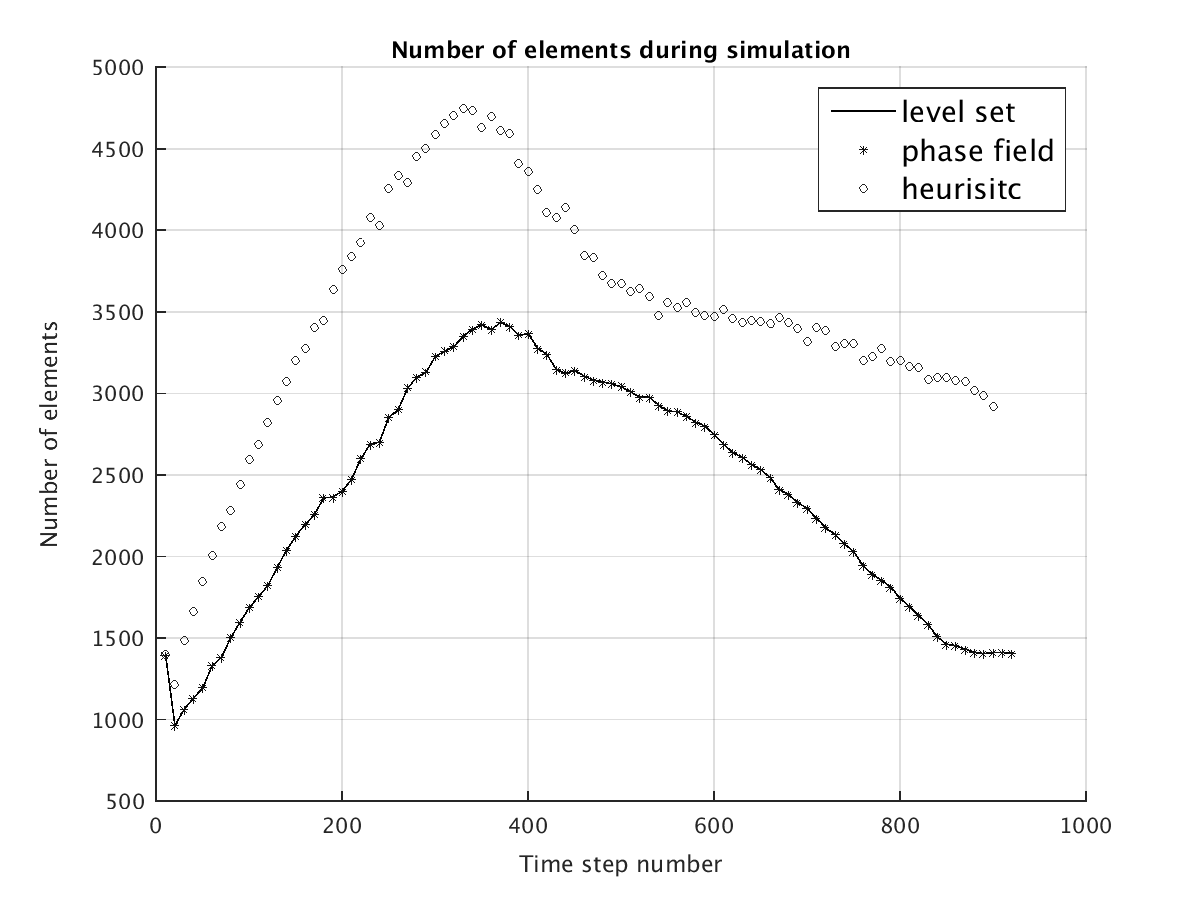 Number of elements during simulation
5000
4500
4000
3500
3000
2500
2000
1500
1000
500
Number of elements
level set
phase field
heurisitc
0 200 400 600 800 1000
Time step number